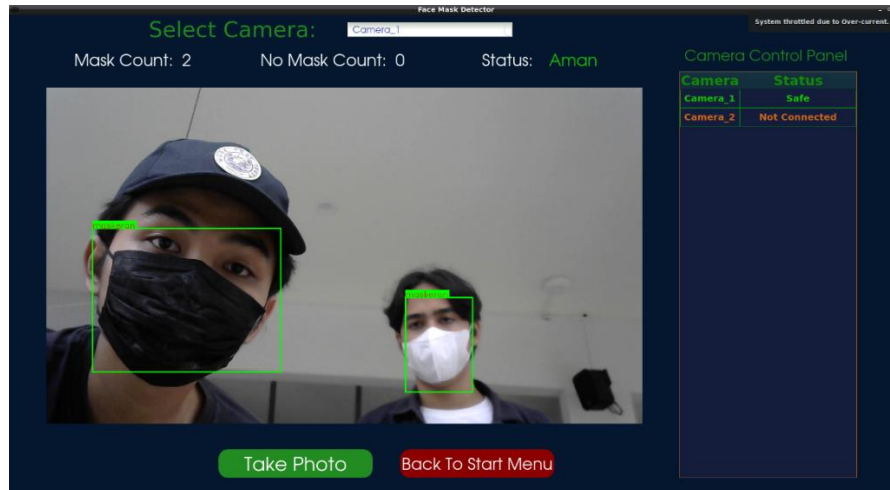 Face Mask Detector
System throttled due to Over-current.
Select Camera:
Camera_1
Mask Count: 2 No Mask Count: 0 Status: Aman
Camera Control Panel
Camera Status
Camera_1 Safe
Camera_2 Not Connected
maskeran
Take Photo
Back To Start Menu